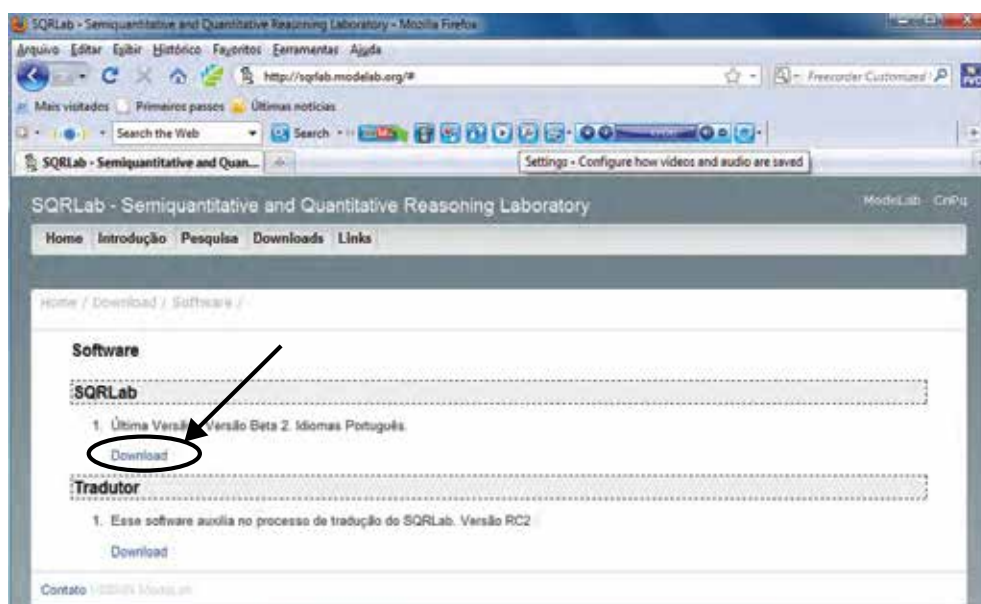 SQRLab - Semiquantitative and Quantitative Reasoning Laboratory - Mozilla Firefox
Arquivo Editar Exibir Histórico Favoritos Ferramentas Ajuda
http://sqrlab.modelab.org/# Freecorder Customized
Mais visitados Primeiros passos Últimas notícias
Search the Web Search
SQRLab - Semiquantitative and Quan... Settings - Configure how videos and audio are saved
SQRLab - Semiquantitative and Quantitative Reasoning Laboratory ModeLab CnPq
Home Introdução Pesquisa Downloads Links
Home / Download / Software /
Software
SQRLab
1. Última Versão Versão Beta 2. Idiomas Português.
Download
Tradutor
1. Esse software auxilia no processo de tradução do SQRLab. Versão RC2
Download
Contato